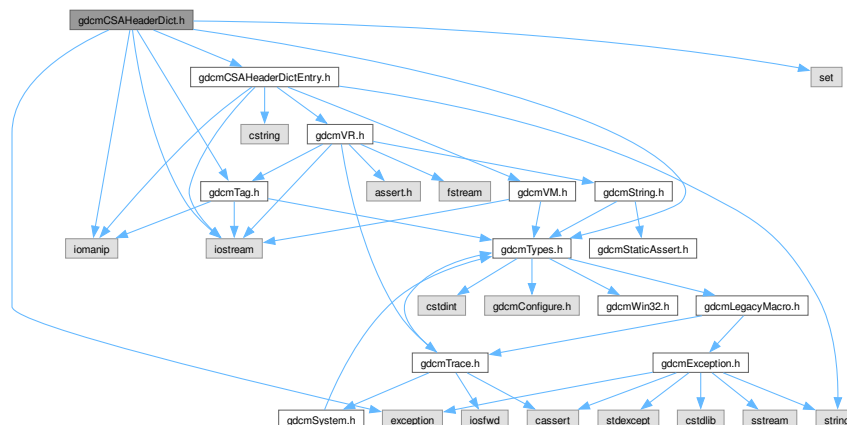 gdcmCSAHeaderDict.h
gdcmCSAHeaderDictEntry.h
set
cstring
gdcmVR.h
gdcmTag.h
assert.h
fstream
gdcmVM.h
gdcmString.h
iomanip
iostream
gdcmTypes.h
gdcmStaticAssert.h
cstdint
gdcmConfigure.h
gdcmWin32.h
gdcmLegacyMacro.h
gdcmTrace.h
gdcmException.h
gdcmSystem.h
exception
iosfwd
cassert
stdexcept
cstdlib
sstream
string